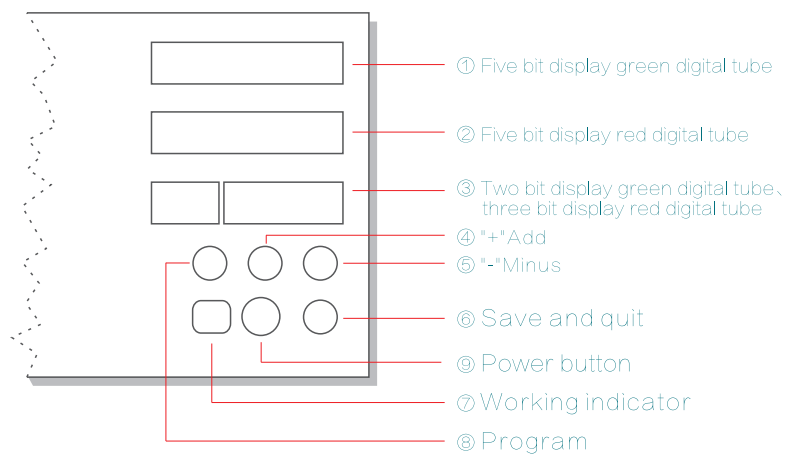 ① Five bit display green digital tube
② Five bit display red digital tube
③ Two bit display green digital tube、
three bit display red digital tube
④ "+"Add
⑤ "-"Minus
⑥ Save and quit
⑨ Power button
⑦ Working indicator
⑧ Program